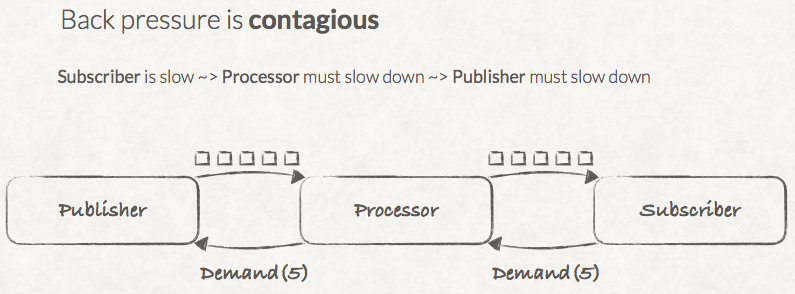 Back pressure is contagious
Subscriber is slow ~> Processor must slow down ~> Publisher must slow down
Publisher
Processor
Subscriber
Demand (5)
Demand (5)